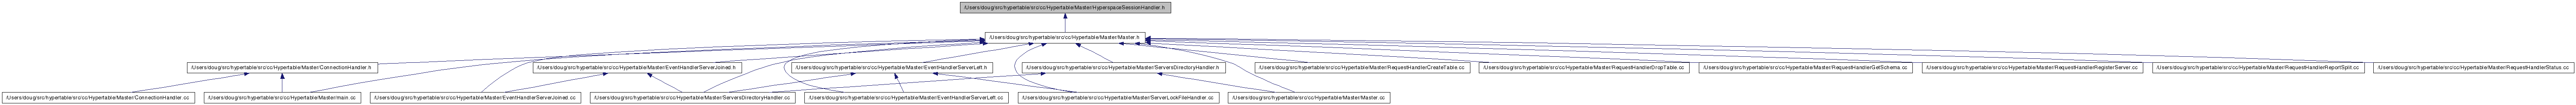 /Users/doug/src/hypertable/src/cc/Hypertable/Master/HyperspaceSessionHandler.h
/Users/doug/src/hypertable/src/cc/Hypertable/Master/Master.h
/Users/doug/src/hypertable/src/cc/Hypertable/Master/ConnectionHandler.h
/Users/doug/src/hypertable/src/cc/Hypertable/Master/EventHandlerServerJoined.h
/Users/doug/src/hypertable/src/cc/Hypertable/Master/EventHandlerServerLeft.h
/Users/doug/src/hypertable/src/cc/Hypertable/Master/ServersDirectoryHandler.h
/Users/doug/src/hypertable/src/cc/Hypertable/Master/RequestHandlerCreateTable.cc
/Users/doug/src/hypertable/src/cc/Hypertable/Master/RequestHandlerDropTable.cc
/Users/doug/src/hypertable/src/cc/Hypertable/Master/RequestHandlerGetSchema.cc
/Users/doug/src/hypertable/src/cc/Hypertable/Master/RequestHandlerRegisterServer.cc
/Users/doug/src/hypertable/src/cc/Hypertable/Master/RequestHandlerReportSplit.cc
/Users/doug/src/hypertable/src/cc/Hypertable/Master/RequestHandlerStatus.cc
/Users/doug/src/hypertable/src/cc/Hypertable/Master/ConnectionHandler.cc
/Users/doug/src/hypertable/src/cc/Hypertable/Master/main.cc
/Users/doug/src/hypertable/src/cc/Hypertable/Master/EventHandlerServerJoined.cc
/Users/doug/src/hypertable/src/cc/Hypertable/Master/ServersDirectoryHandler.cc
/Users/doug/src/hypertable/src/cc/Hypertable/Master/EventHandlerServerLeft.cc
/Users/doug/src/hypertable/src/cc/Hypertable/Master/ServerLockFileHandler.cc
/Users/doug/src/hypertable/src/cc/Hypertable/Master/Master.cc